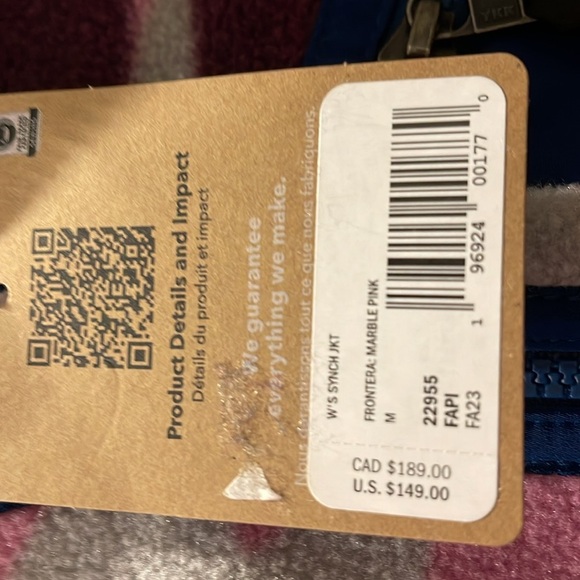 Product Details and Impact
Détails du produit et impact
We guarantee
everything we make.
Nous garantissons tout ce que nous fabriquons.
W'S SYNCH JKT
FRONTERA: MARBLE PINK
M
22955
FAPI
FA23
1 96924 00177 0
CAD $189.00
U.S. $149.00
YKK